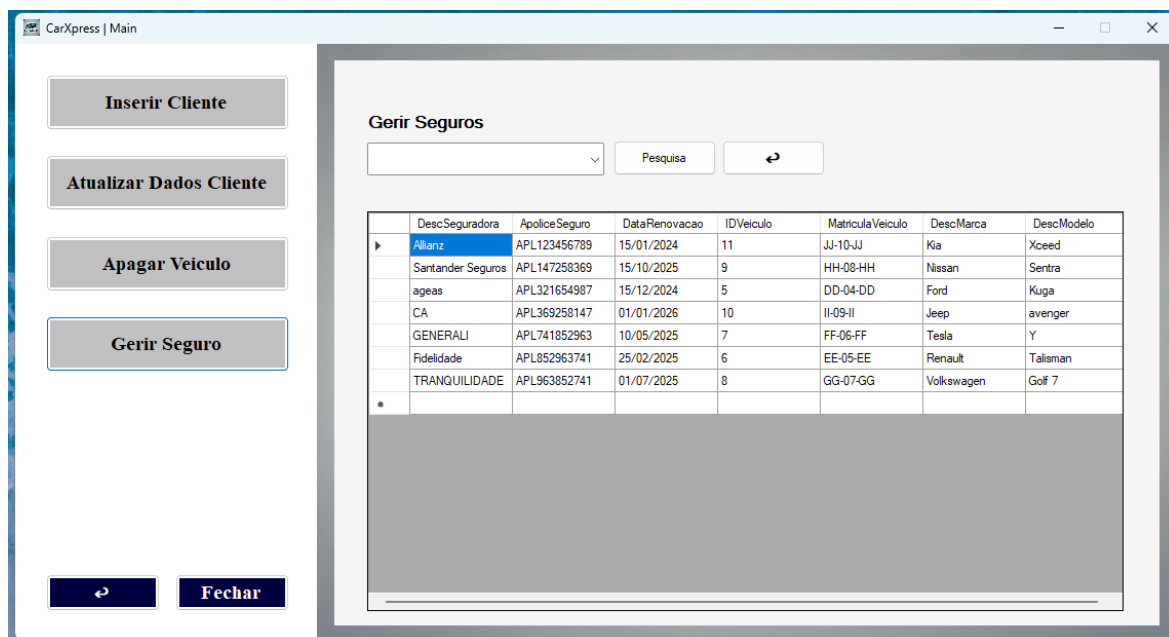 CarXpress | Main
Inserir Cliente
Atualizar Dados Cliente
Apagar Veiculo
Gerir Seguro
Fechar
Gerir Seguros
Pesquisa
DescSeguradora ApoliceSeguro DataRenovacao IDVeiculo MatriculaVeiculo DescMarca DescModelo
Allianz APL123456789 15/01/2024 11 JJ-10-JJ Kia Xceed
Santander Seguros APL147258369 15/10/2025 9 HH-08-HH Nissan Sentra
ageas APL321654987 15/12/2024 5 DD-04-DD Ford Kuga
CA APL369258147 01/01/2026 10 II-09-II Jeep avenger
GENERALI APL741852963 10/05/2025 7 FF-06-FF Tesla Y
Fidelidade APL852963741 25/02/2025 6 EE-05-EE Renault Talisman
TRANQUILIDADE APL963852741 01/07/2025 8 GG-07-GG Volkswagen Golf 7